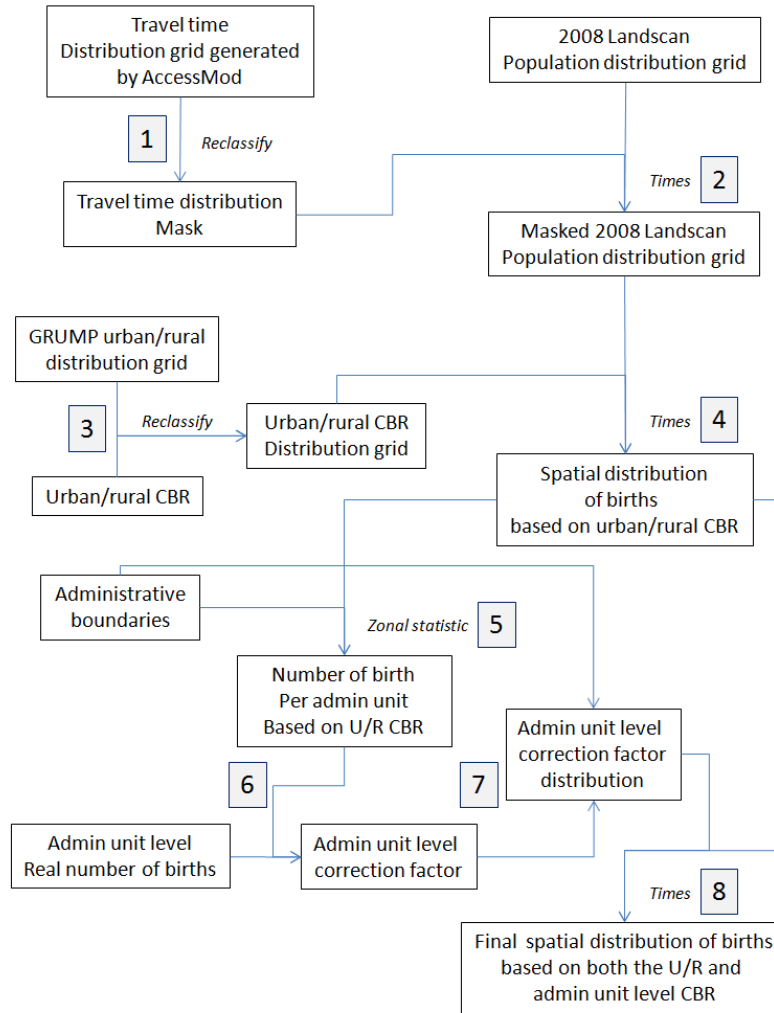 Travel time
Distribution grid generated
by AccessMod
2008 Landscan
Population distribution grid
1
Reclassify
Times
2
Travel time distribution
Mask
Masked 2008 Landscan
Population distribution grid
GRUMP urban/rural
distribution grid
3
Reclassify
Urban/rural CBR
Distribution grid
Times
4
Urban/rural CBR
Spatial distribution
of births
based on urban/rural CBR
Administrative
boundaries
Zonal statistic
5
Number of birth
Per admin unit
Based on U/R CBR
Admin unit level
correction factor
distribution
6
7
Admin unit level
Real number of births
Admin unit level
correction factor
Times
8
Final spatial distribution of births
based on both the U/R and
admin unit level CBR